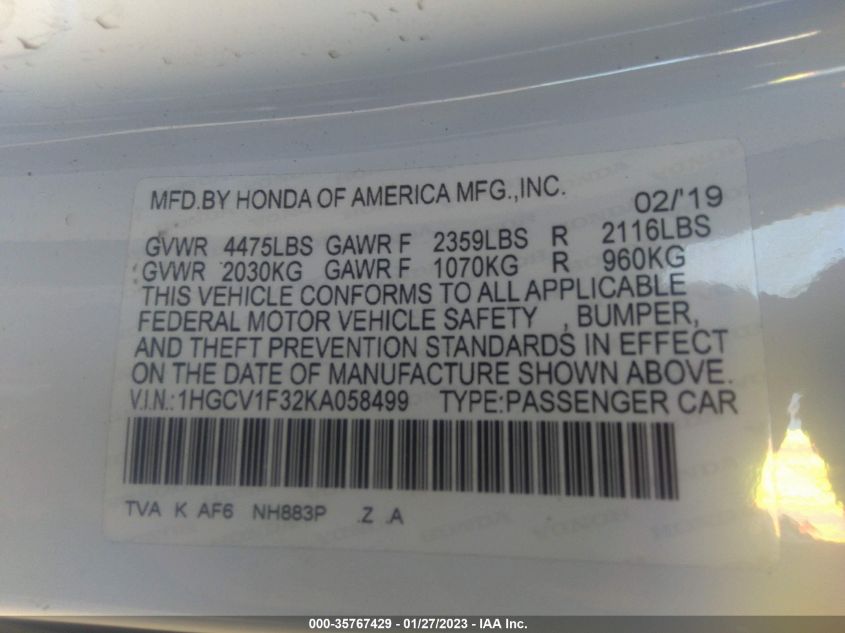 MFD.BY HONDA OF AMERICA MFG.,INC. 02/'19
GVWR 4475LBS GAWR F 2359LBS R 2116LBS
GVWR 2030KG GAWR F 1070KG R 960KG
THIS VEHICLE CONFORMS TO ALL APPLICABLE
FEDERAL MOTOR VEHICLE SAFETY , BUMPER,
AND THEFT PREVENTION STANDARDS IN EFFECT
ON THE DATE OF MANUFACTURE SHOWN ABOVE.
V.I.N.:1HGCV1F32KA058499 TYPE:PASSENGER CAR
TVA K AF6 NH883P .Z .A
000-35767429 - 01/27/2023 - IAA Inc.